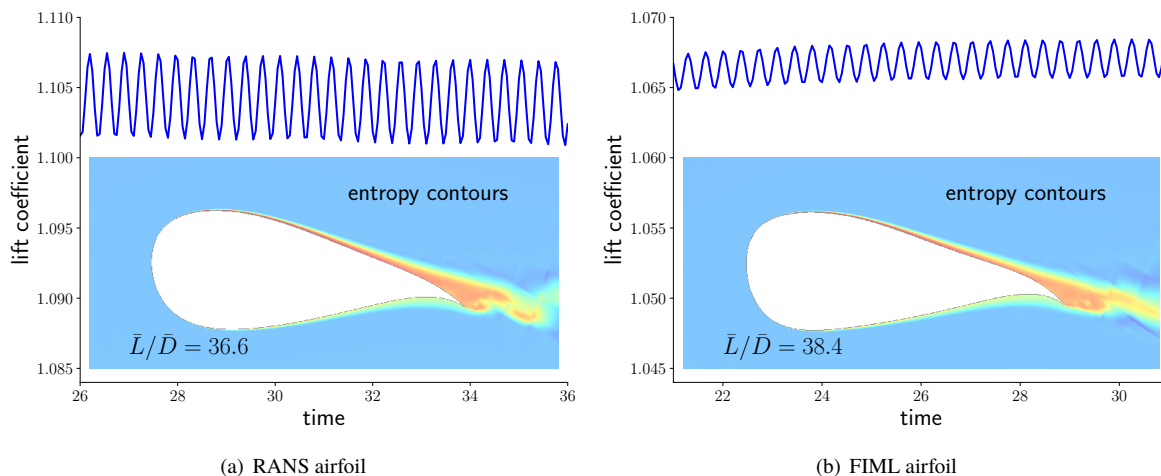 1.110
1.105
1.100
1.095
1.090
1.085
lift coefficient
entropy contours
L̄/D̄ = 36.6
26 28 30 32 34 36
time
(a) RANS airfoil
1.070
1.065
1.060
1.055
1.050
1.045
lift coefficient
entropy contours
L̄/D̄ = 38.4
22 24 26 28 30
time
(b) FIML airfoil